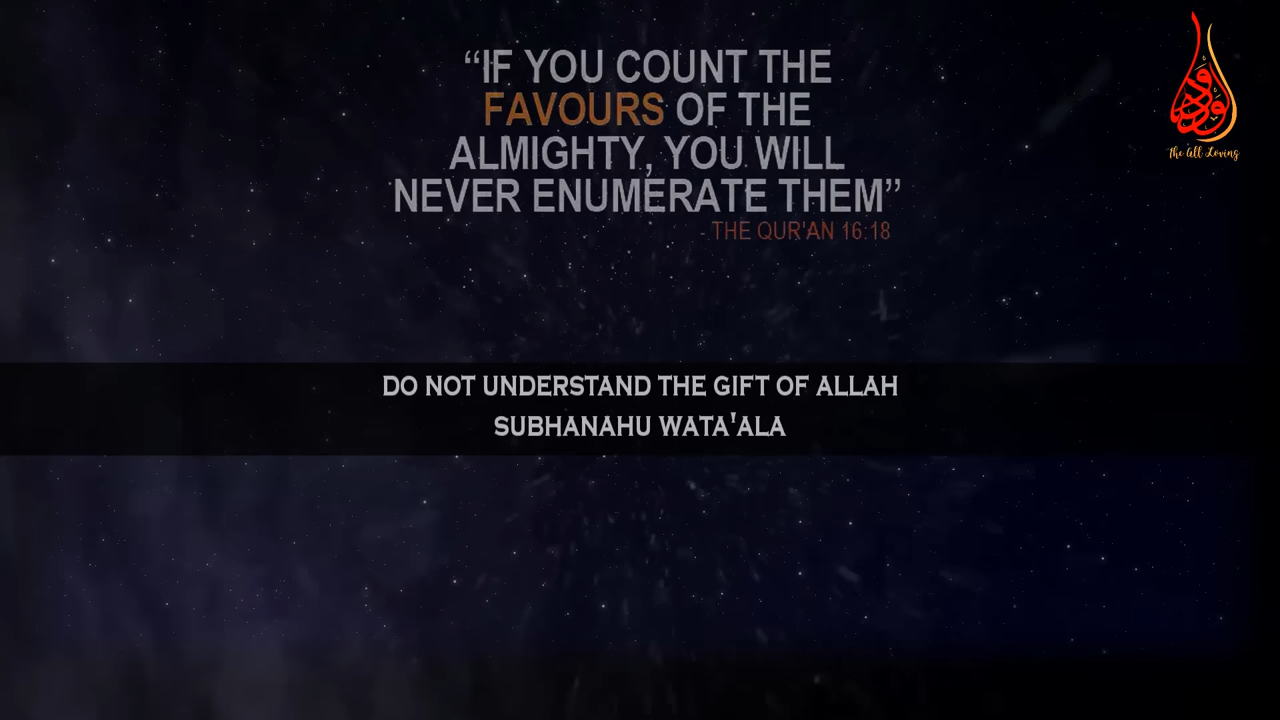 “IF YOU COUNT THE
FAVOURS OF THE
ALMIGHTY, YOU WILL
NEVER ENUMERATE THEM”
- THE QUR'AN 16:18
الودود
The All Loving
DO NOT UNDERSTAND THE GIFT OF ALLAH
SUBHANAHU WATA'ALA